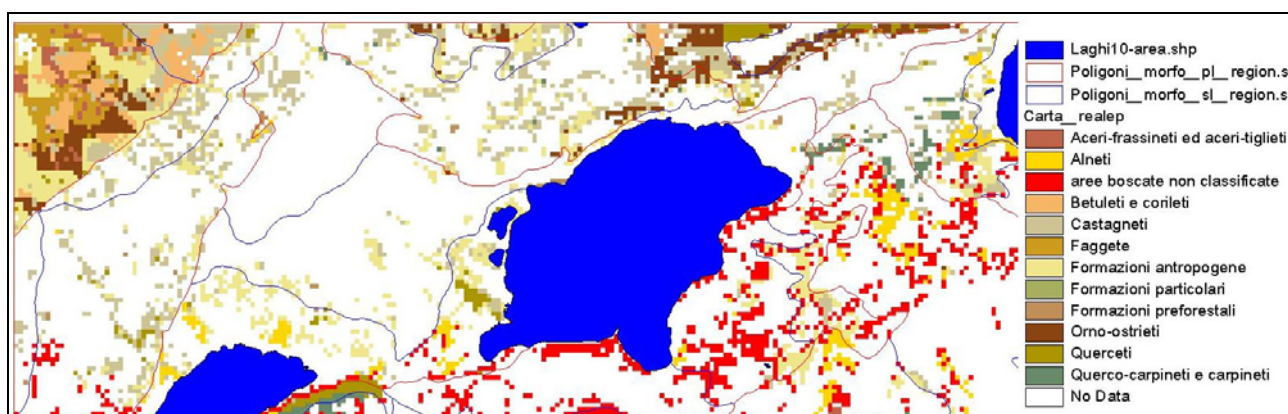 Laghi10-area.shp
Poligoni__morfo__pl__region.s
Poligoni__morfo__sl__region.s
Carta__realep
Aceri-frassineti ed aceri-tiglieti
Alneti
aree boscate non classificate
Betuleti e corileti
Castagneti
Faggete
Formazioni antropogene
Formazioni particolari
Formazioni preforestali
Orno-ostrieti
Querceti
Querco-carpineti e carpineti
No Data